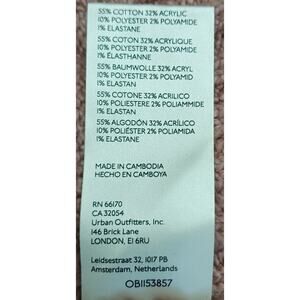 55% COTTON 32% ACRYLIC
10% POLYESTER 2% POLYAMIDE
1% ELASTANE
55% COTON 32% ACRYLIQUE
10% POLYESTER 2% POLYAMIDE
1% ÉLASTHANNE
55% BAUMWOLLE 32% ACRYL
10% POLYESTER 2% POLYAMID
1% ELASTAN
55% COTONE 32% ACRILICO
10% POLIESTERE 2% POLIAMMIDE
1% ELASTAN
55% ALGODÓN 32% ACRÍLICO
10% POLIÉSTER 2% POLIAMIDA
1% ELASTANE
MADE IN CAMBODIA
HECHO EN CAMBOYA
RN 66170
CA 32054
Urban Outfitters, Inc.
146 Brick Lane
LONDON, E1 6RU
Leidsestraat 32, 1017 PB
Amsterdam, Netherlands
OB1153857